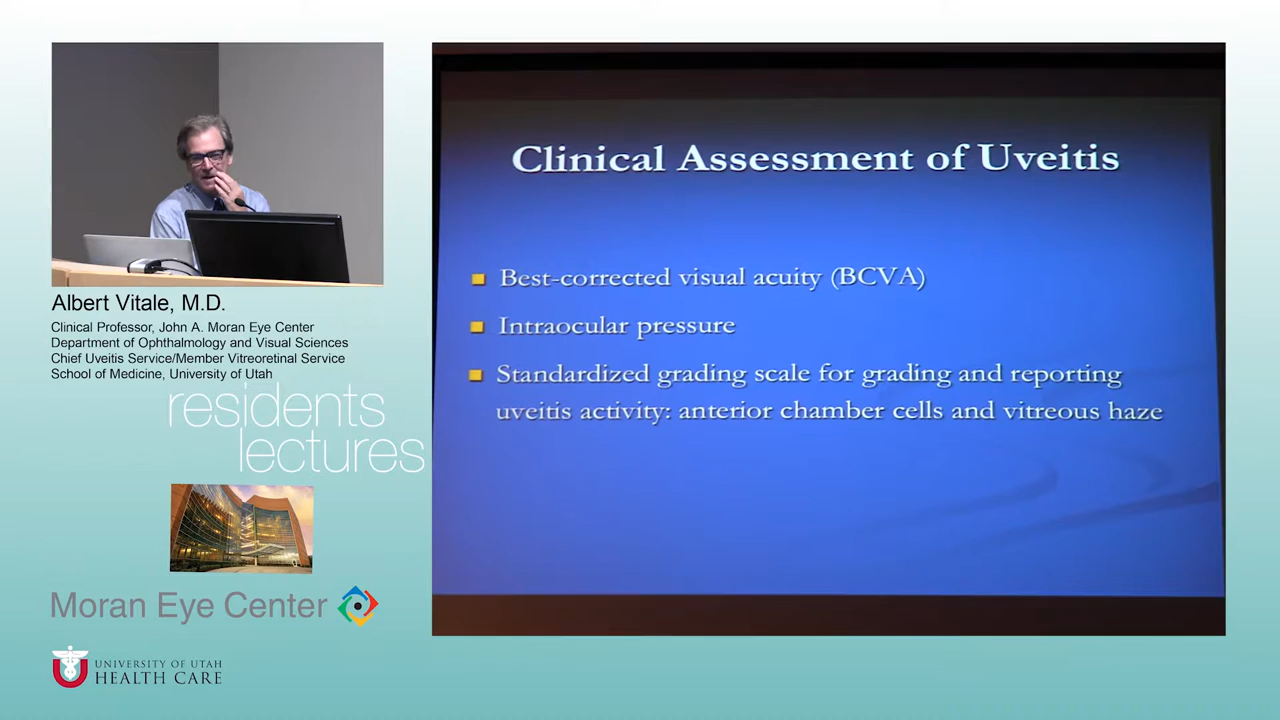 Albert Vitale, M.D.
Clinical Professor, John A. Moran Eye Center
Department of Ophthalmology and Visual Sciences
Chief Uveitis Service/Member Vitreoretinal Service
School of Medicine, University of Utah
residents
lectures
Moran Eye Center
UNIVERSITY OF UTAH
HEALTH CARE
Clinical Assessment of Uveitis
Best-corrected visual acuity (BCVA)
Intraocular pressure
Standardized grading scale for grading and reporting
uveitis activity: anterior chamber cells and vitreous haze